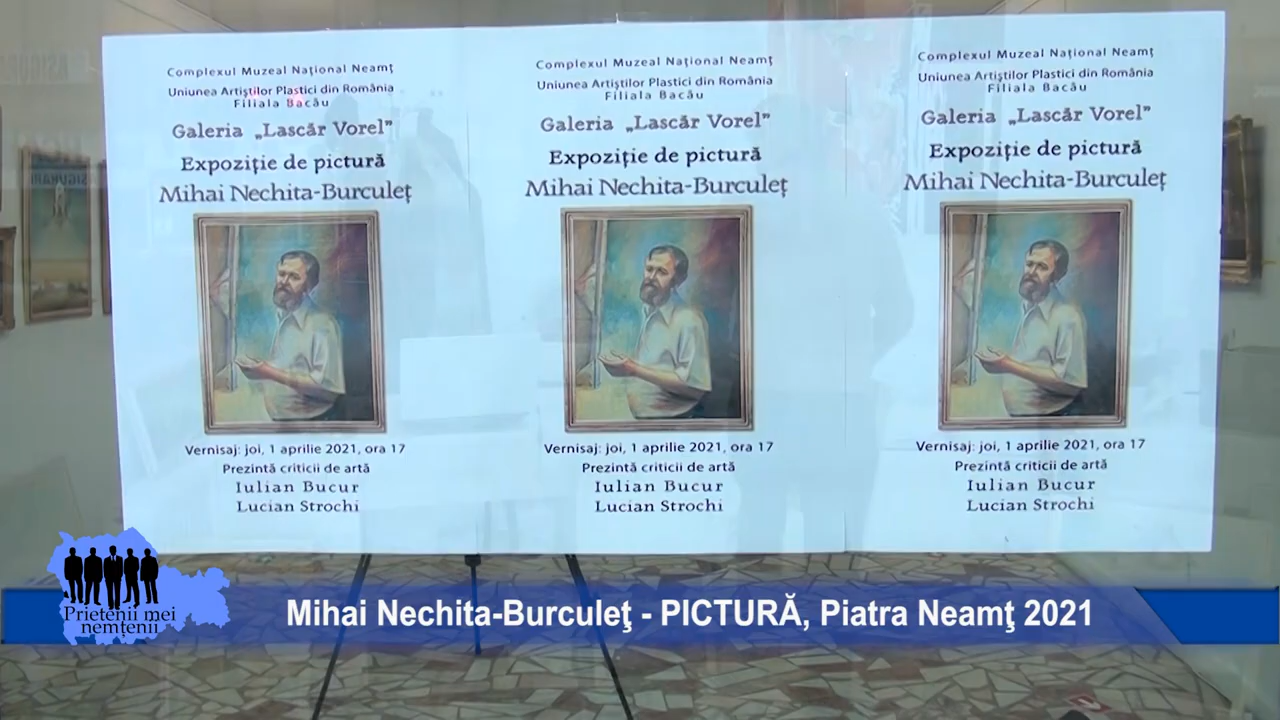 Complexul Muzeal Național Neamț
Uniunea Artiștilor Plastici din România
Filiala Bacău
Galeria „Lascăr Vorel”
Expoziție de pictură
Mihai Nechita-Burculeț
Vernisaj: joi, 1 aprilie 2021, ora 17
Prezintă criticii de artă
Iulian Bucur
Lucian Strochi
Complexul Muzeal Național Neamț
Uniunea Artiștilor Plastici din România
Filiala Bacău
Galeria „Lascăr Vorel”
Expoziție de pictură
Mihai Nechita-Burculeț
Vernisaj: joi, 1 aprilie 2021, ora 17
Prezintă criticii de artă
Iulian Bucur
Lucian Strochi
Complexul Muzeal Național Neamț
Uniunea Artiștilor Plastici din România
Filiala Bacău
Galeria „Lascăr Vorel”
Expoziție de pictură
Mihai Nechita-Burculeț
Vernisaj: joi, 1 aprilie 2021, ora 17
Prezintă criticii de artă
Iulian Bucur
Lucian Strochi
Prietenii mei
nemțenii
Mihai Nechita-Burculeţ - PICTURĂ, Piatra Neamţ 2021